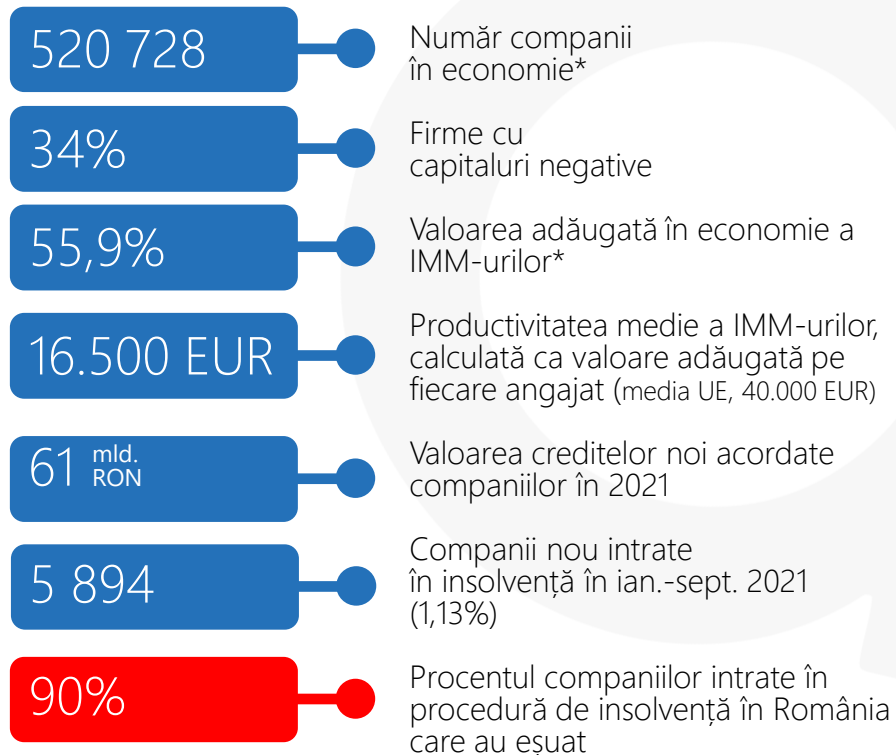 520 728
Număr companii
în economie*
34%
Firme cu
capitaluri negative
55,9%
Valoarea adăugată în economie a
IMM-urilor*
16.500 EUR
Productivitatea medie a IMM-urilor,
calculată ca valoare adăugată pe
fiecare angajat (media UE, 40.000 EUR)
61 mld. RON
Valoarea creditelor noi acordate
companiilor în 2021
5 894
Companii nou intrate
în insolvență în ian.-sept. 2021
(1,13%)
90%
Procentul companiilor intrate în
procedură de insolvență în România
care au eșuat